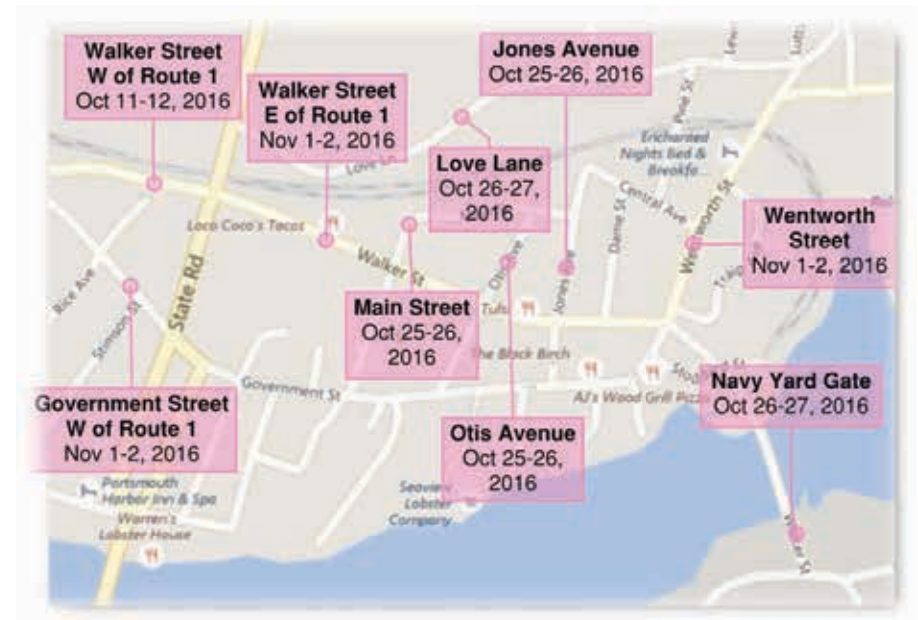 Walker Street
W of Route 1
Oct 11-12, 2016
Walker Street
E of Route 1
Nov 1-2, 2016
Jones Avenue
Oct 25-26, 2016
Love Lane
Oct 26-27,
2016
Wentworth
Street
Nov 1-2, 2016
Main Street
Oct 25-26,
2016
Government Street
W of Route 1
Nov 1-2, 2016
Otis Avenue
Oct 25-26,
2016
Navy Yard Gate
Oct 26-27, 2016
Pine St
Enchanted
Nights Bed &
Breakfa...
Love Ln
Central Ave
Dame St
Wentworth St
Loco Coco's Tacos
Walker St
Otis Ave
Jones Ave
Rice Ave
State Rd
Stimson St
Tulsi
The Black Birch
Government St
AJ's Wood Grill Pizza
Portsmouth
Harbor Inn & Spa
Warren's
Lobster House
Seaview
Lobster
Company